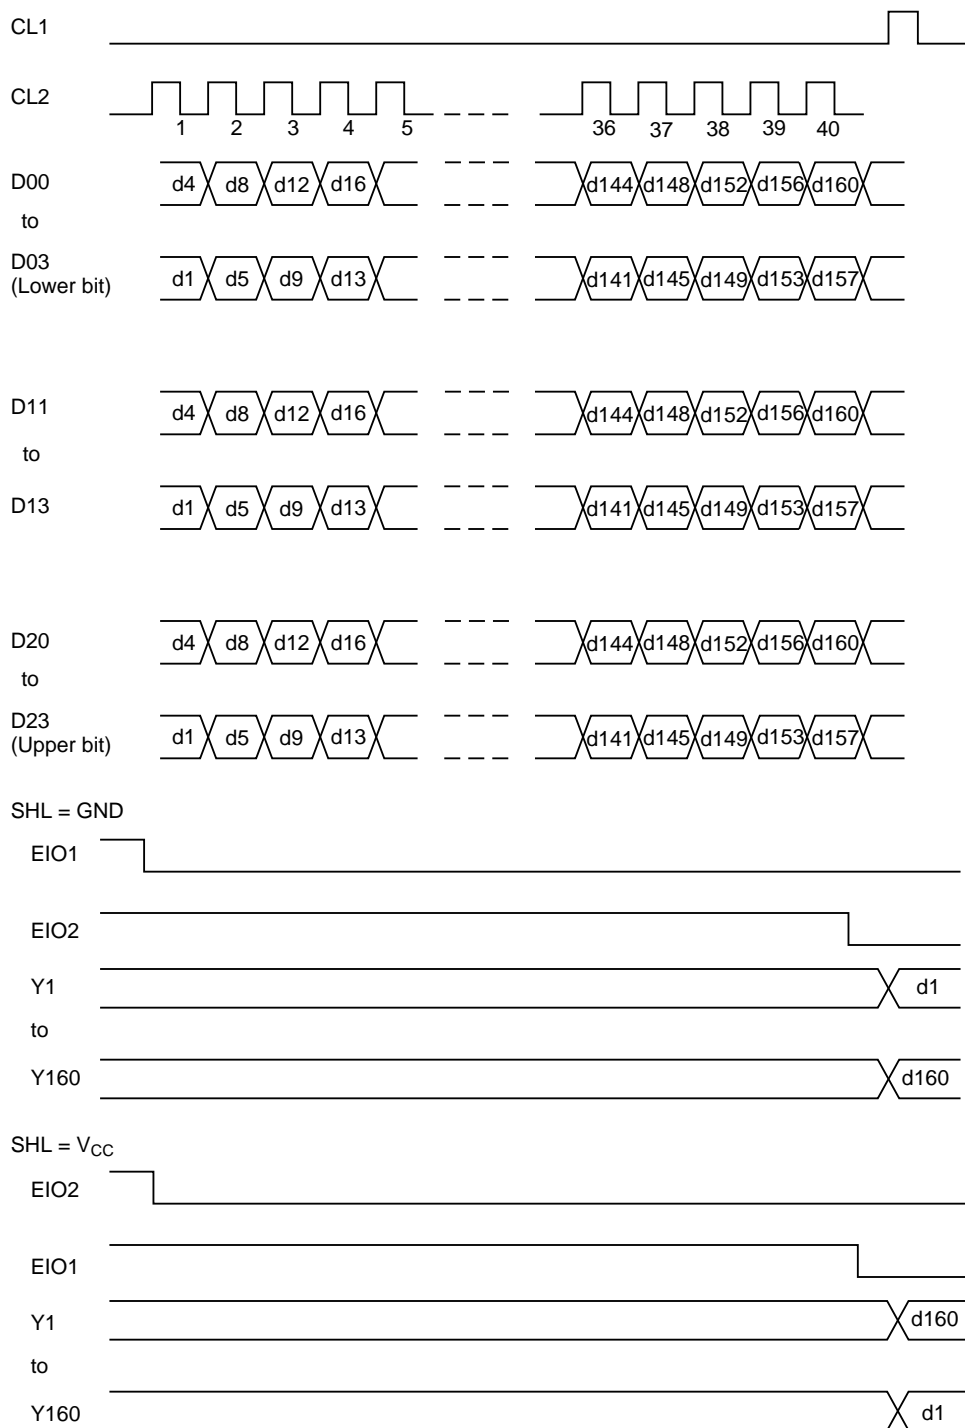 CL1
CL2
1 2 3 4 5 36 37 38 39 40
D00 d4 d8 d12 d16 d144 d148 d152 d156 d160
to
D03 d1 d5 d9 d13 d141 d145 d149 d153 d157
(Lower bit)
D11 d4 d8 d12 d16 d144 d148 d152 d156 d160
to
D13 d1 d5 d9 d13 d141 d145 d149 d153 d157
D20 d4 d8 d12 d16 d144 d148 d152 d156 d160
to
D23 d1 d5 d9 d13 d141 d145 d149 d153 d157
(Upper bit)
SHL = GND
EIO1
EIO2
Y1 d1
to
Y160 d160
SHL = VCC
EIO2
EIO1
Y1 d160
to
Y160 d1